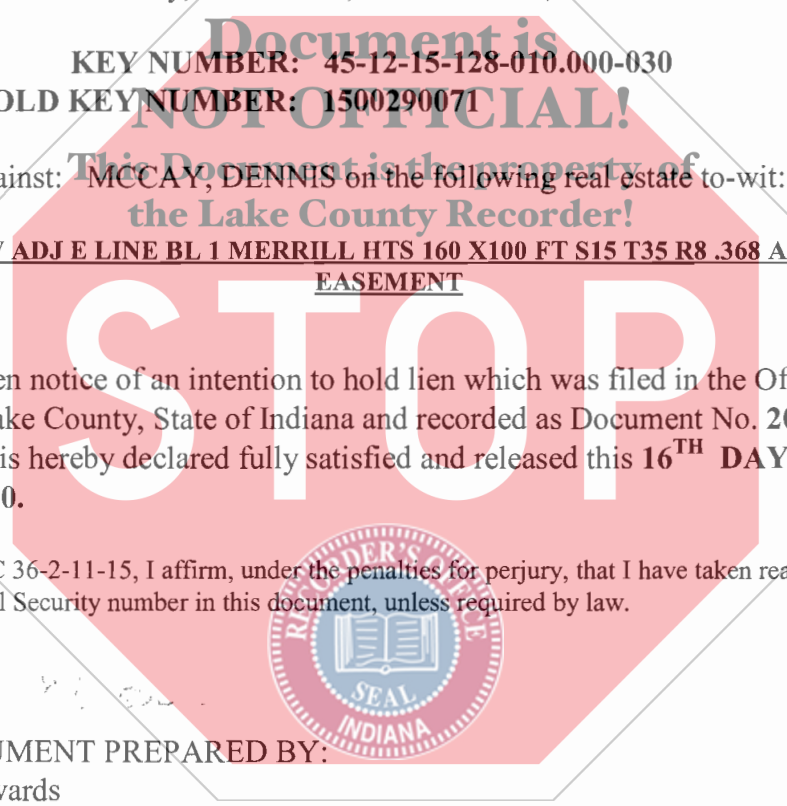 Document is
KEY NUMBER: 45-12-15-128-010.000-030
OLD KEY NUMBER: 1500290071
NOT OFFICIAL!
This Document is the property of
ainst: MCCAY, DENNIS on the following real estate to-wit:
the Lake County Recorder!
ADJ E LINE BL 1 MERRILL HTS 160 X100 FT S15 T35 R8 .368 A
EASEMENT
STOP
en notice of an intention to hold lien which was filed in the Of
ake County, State of Indiana and recorded as Document No. 20
is hereby declared fully satisfied and released this 16TH DAY
0.
C 36-2-11-15, I affirm, under the penalties for perjury, that I have taken rea
l Security number in this document, unless required by law.
RECORDER'S OFFICE
SEAL
INDIANA
UMENT PREPARED BY:
wards